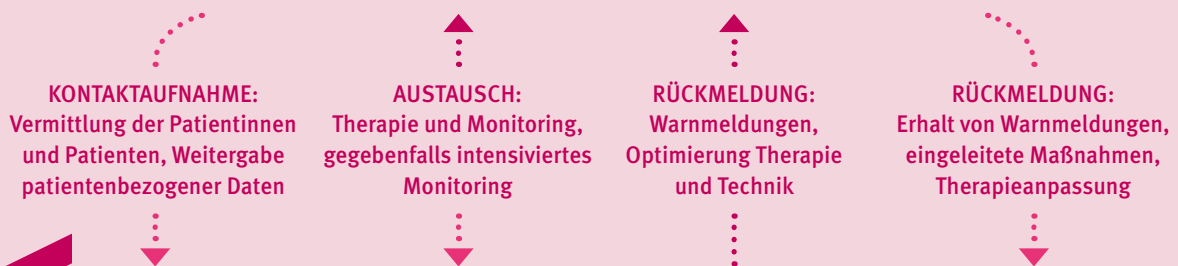 KONTAKTAUFNAHME:
Vermittlung der Patientinnen
und Patienten, Weitergabe
patientenbezogener Daten
AUSTAUSCH:
Therapie und Monitoring,
gegebenfalls intensiviertes
Monitoring
RÜCKMELDUNG:
Warnmeldungen,
Optimierung Therapie
und Technik
RÜCKMELDUNG:
Erhalt von Warnmeldungen,
eingeleitete Maßnahmen,
Therapieanpassung